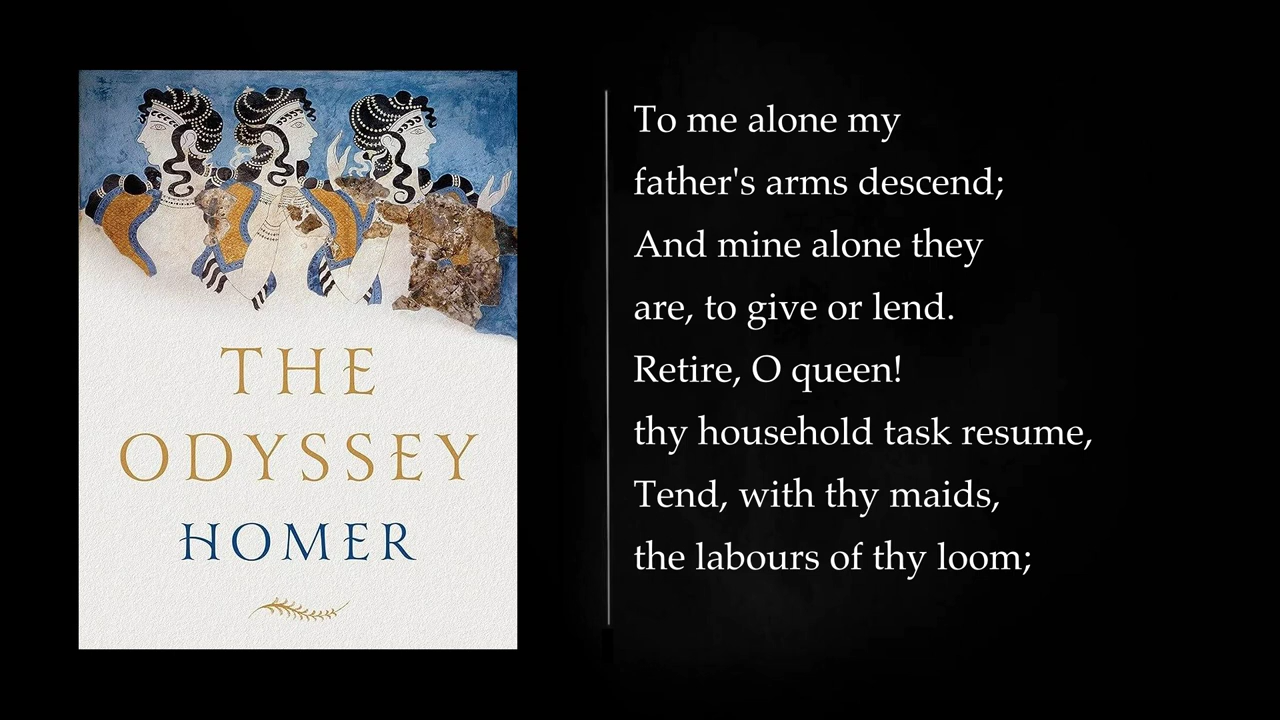 THE
ODYSSEY
HOMER
To me alone my
father's arms descend;
And mine alone they
are, to give or lend.
Retire, O queen!
thy household task resume,
Tend, with thy maids,
the labours of thy loom;